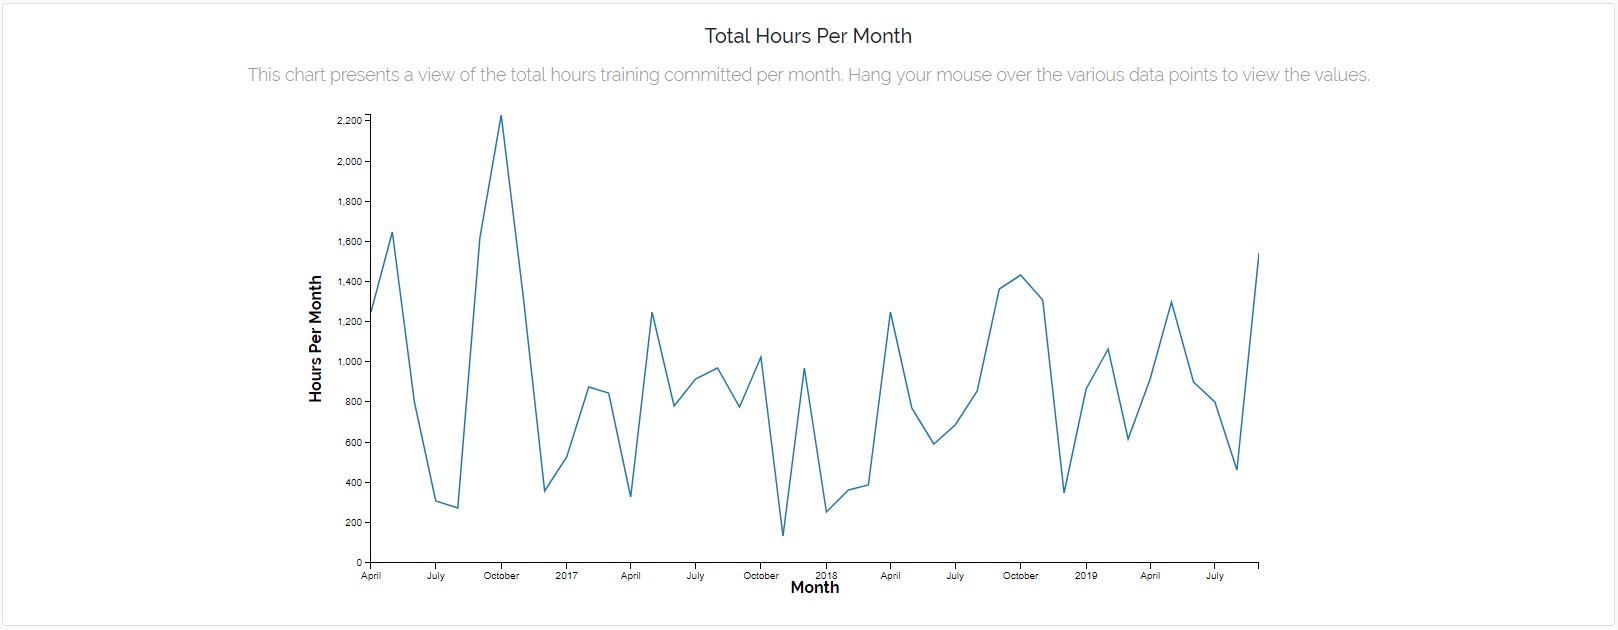 Total Hours Per Month
This chart presents a view of the total hours training committed per month. Hang your mouse over the various data points to view the values.
Hours Per Month
2,200
2,000
1,800
1,600
1,400
1,200
1,000
800
600
400
200
0
April July October 2017 April July October 2018 April July October 2019 April July
Month